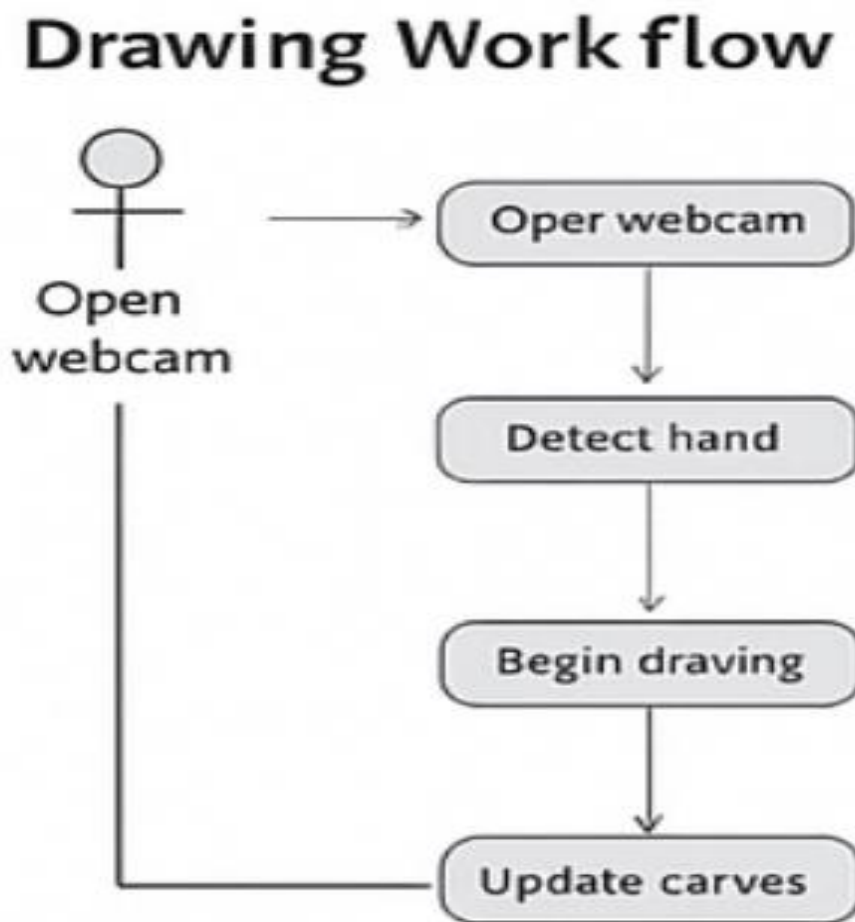 Drawing Work flow
Open
webcam
Oper webcam
Detect hand
Begin draving
Update carves